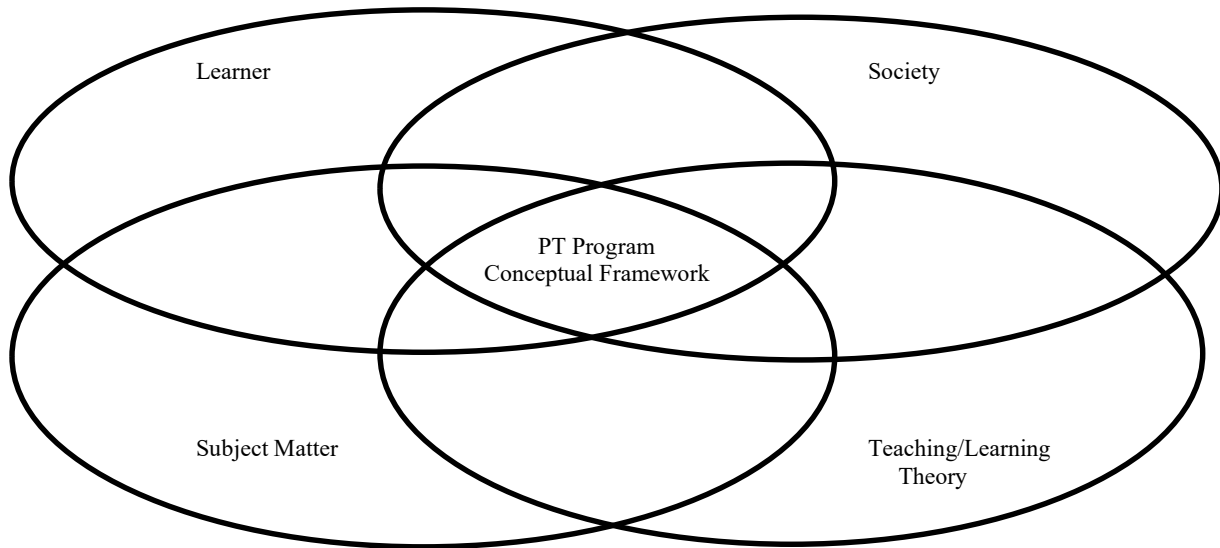 Learner
Society
PT Program
Conceptual Framework
Subject Matter
Teaching/Learning
Theory